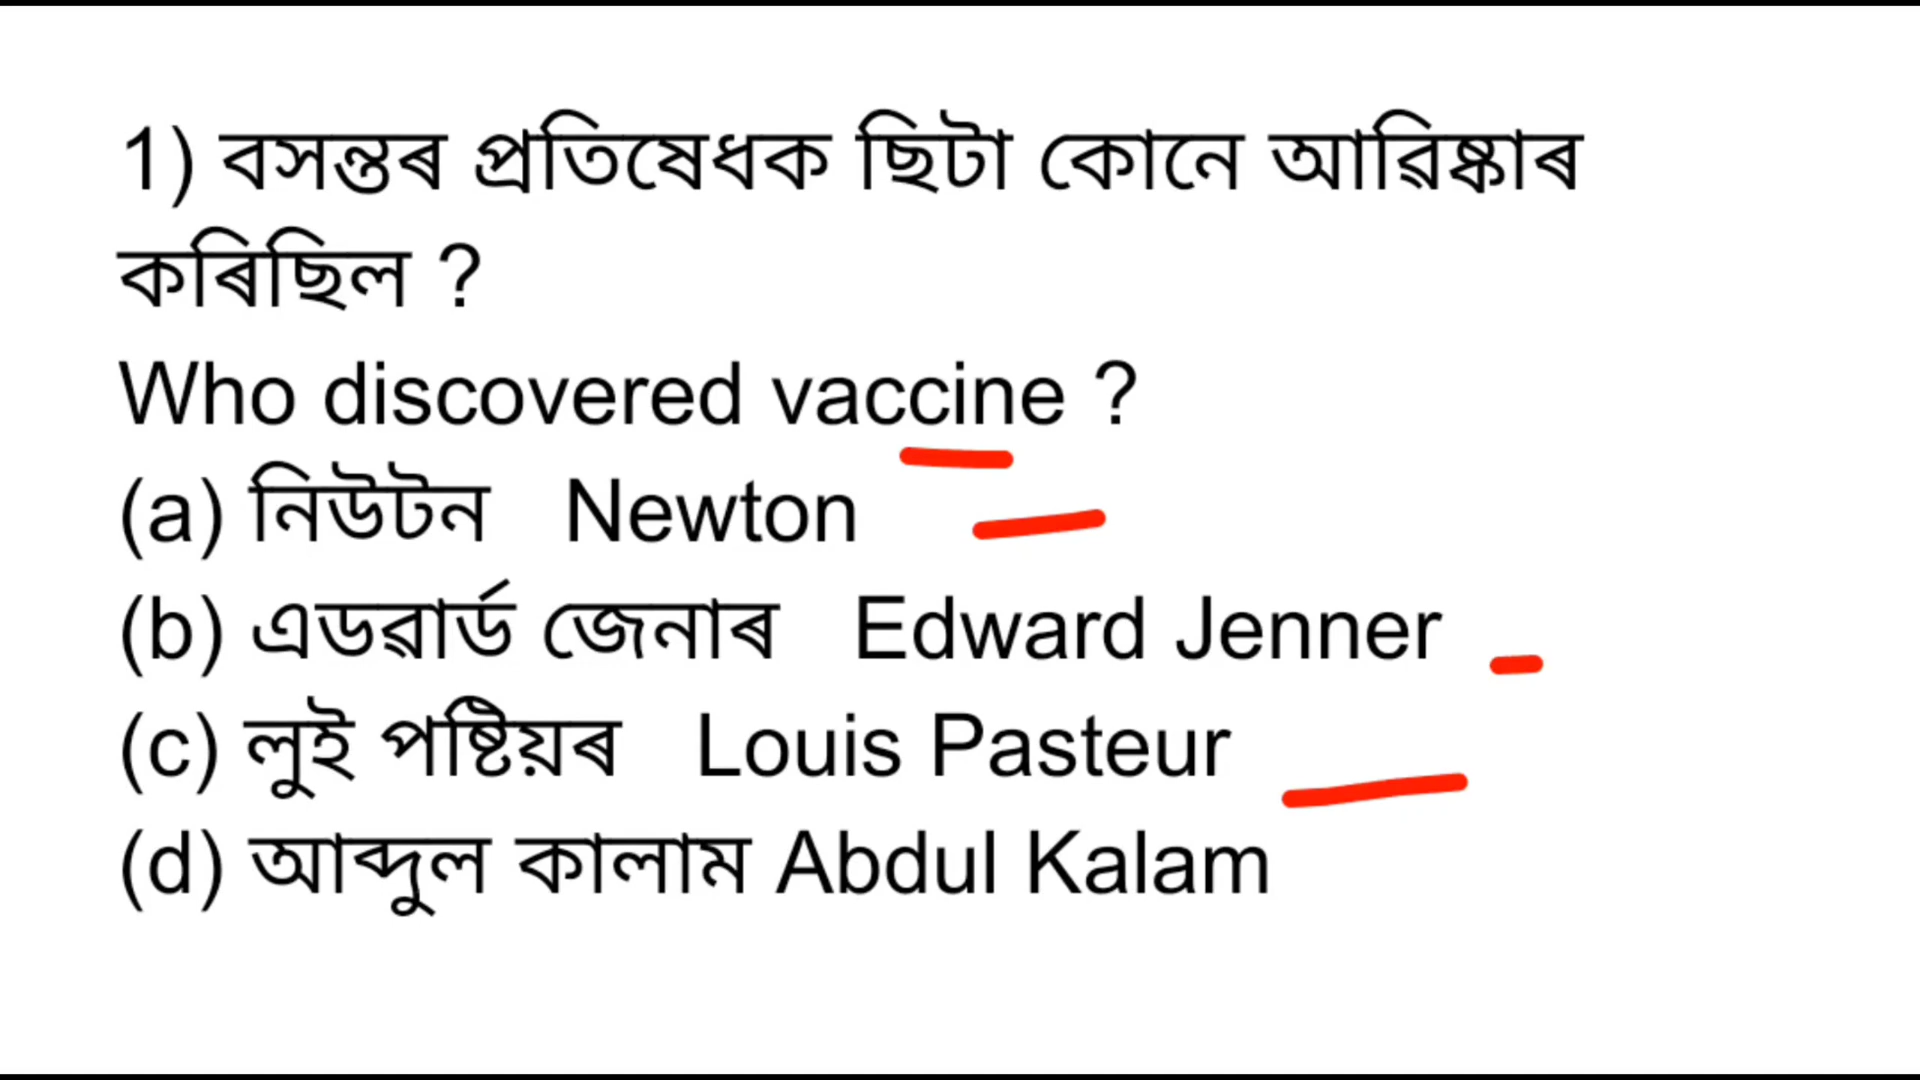 1) বসন্তৰ প্ৰতিষেধক ছিটা কোনে আৱিষ্কাৰ
কৰিছিল ?
Who discovered vaccine ?
(a) নিউটন Newton
(b) এডৱাৰ্ড জেনাৰ Edward Jenner
(c) লুই পষ্টিয়ৰ Louis Pasteur
(d) আব্দুল কালাম Abdul Kalam